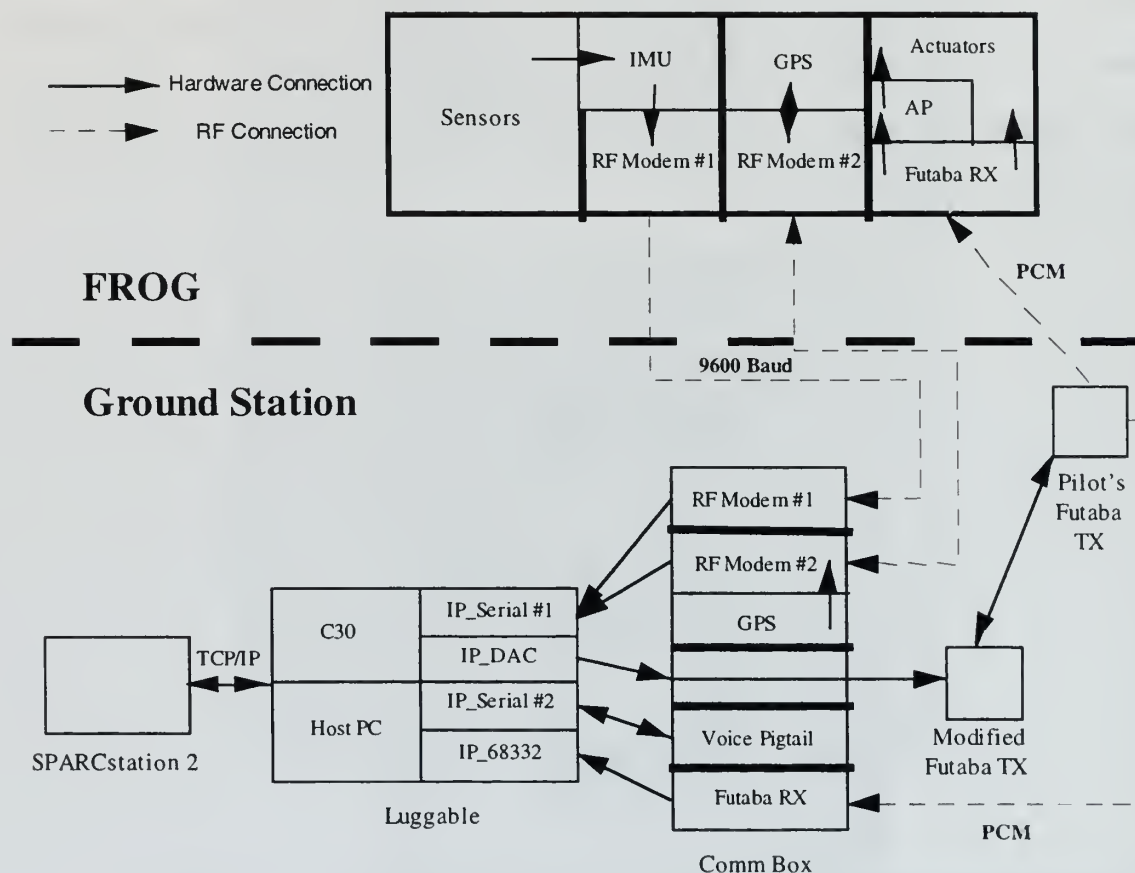 Hardware Connection
RF Connection
Sensors
IMU
GPS
Actuators
AP
RF Modem #1
RF Modem #2
Futaba RX
PCM
FROG
9600 Baud
Ground Station
Pilot's
Futaba
TX
RF Modem #1
RF Modem #2
GPS
Voice Pigtail
Futaba RX
Comm Box
C30
IP_Serial #1
IP_DAC
Host PC
IP_Serial #2
IP_68332
Luggable
TCP/IP
SPARCstation 2
Modified
Futaba TX
PCM